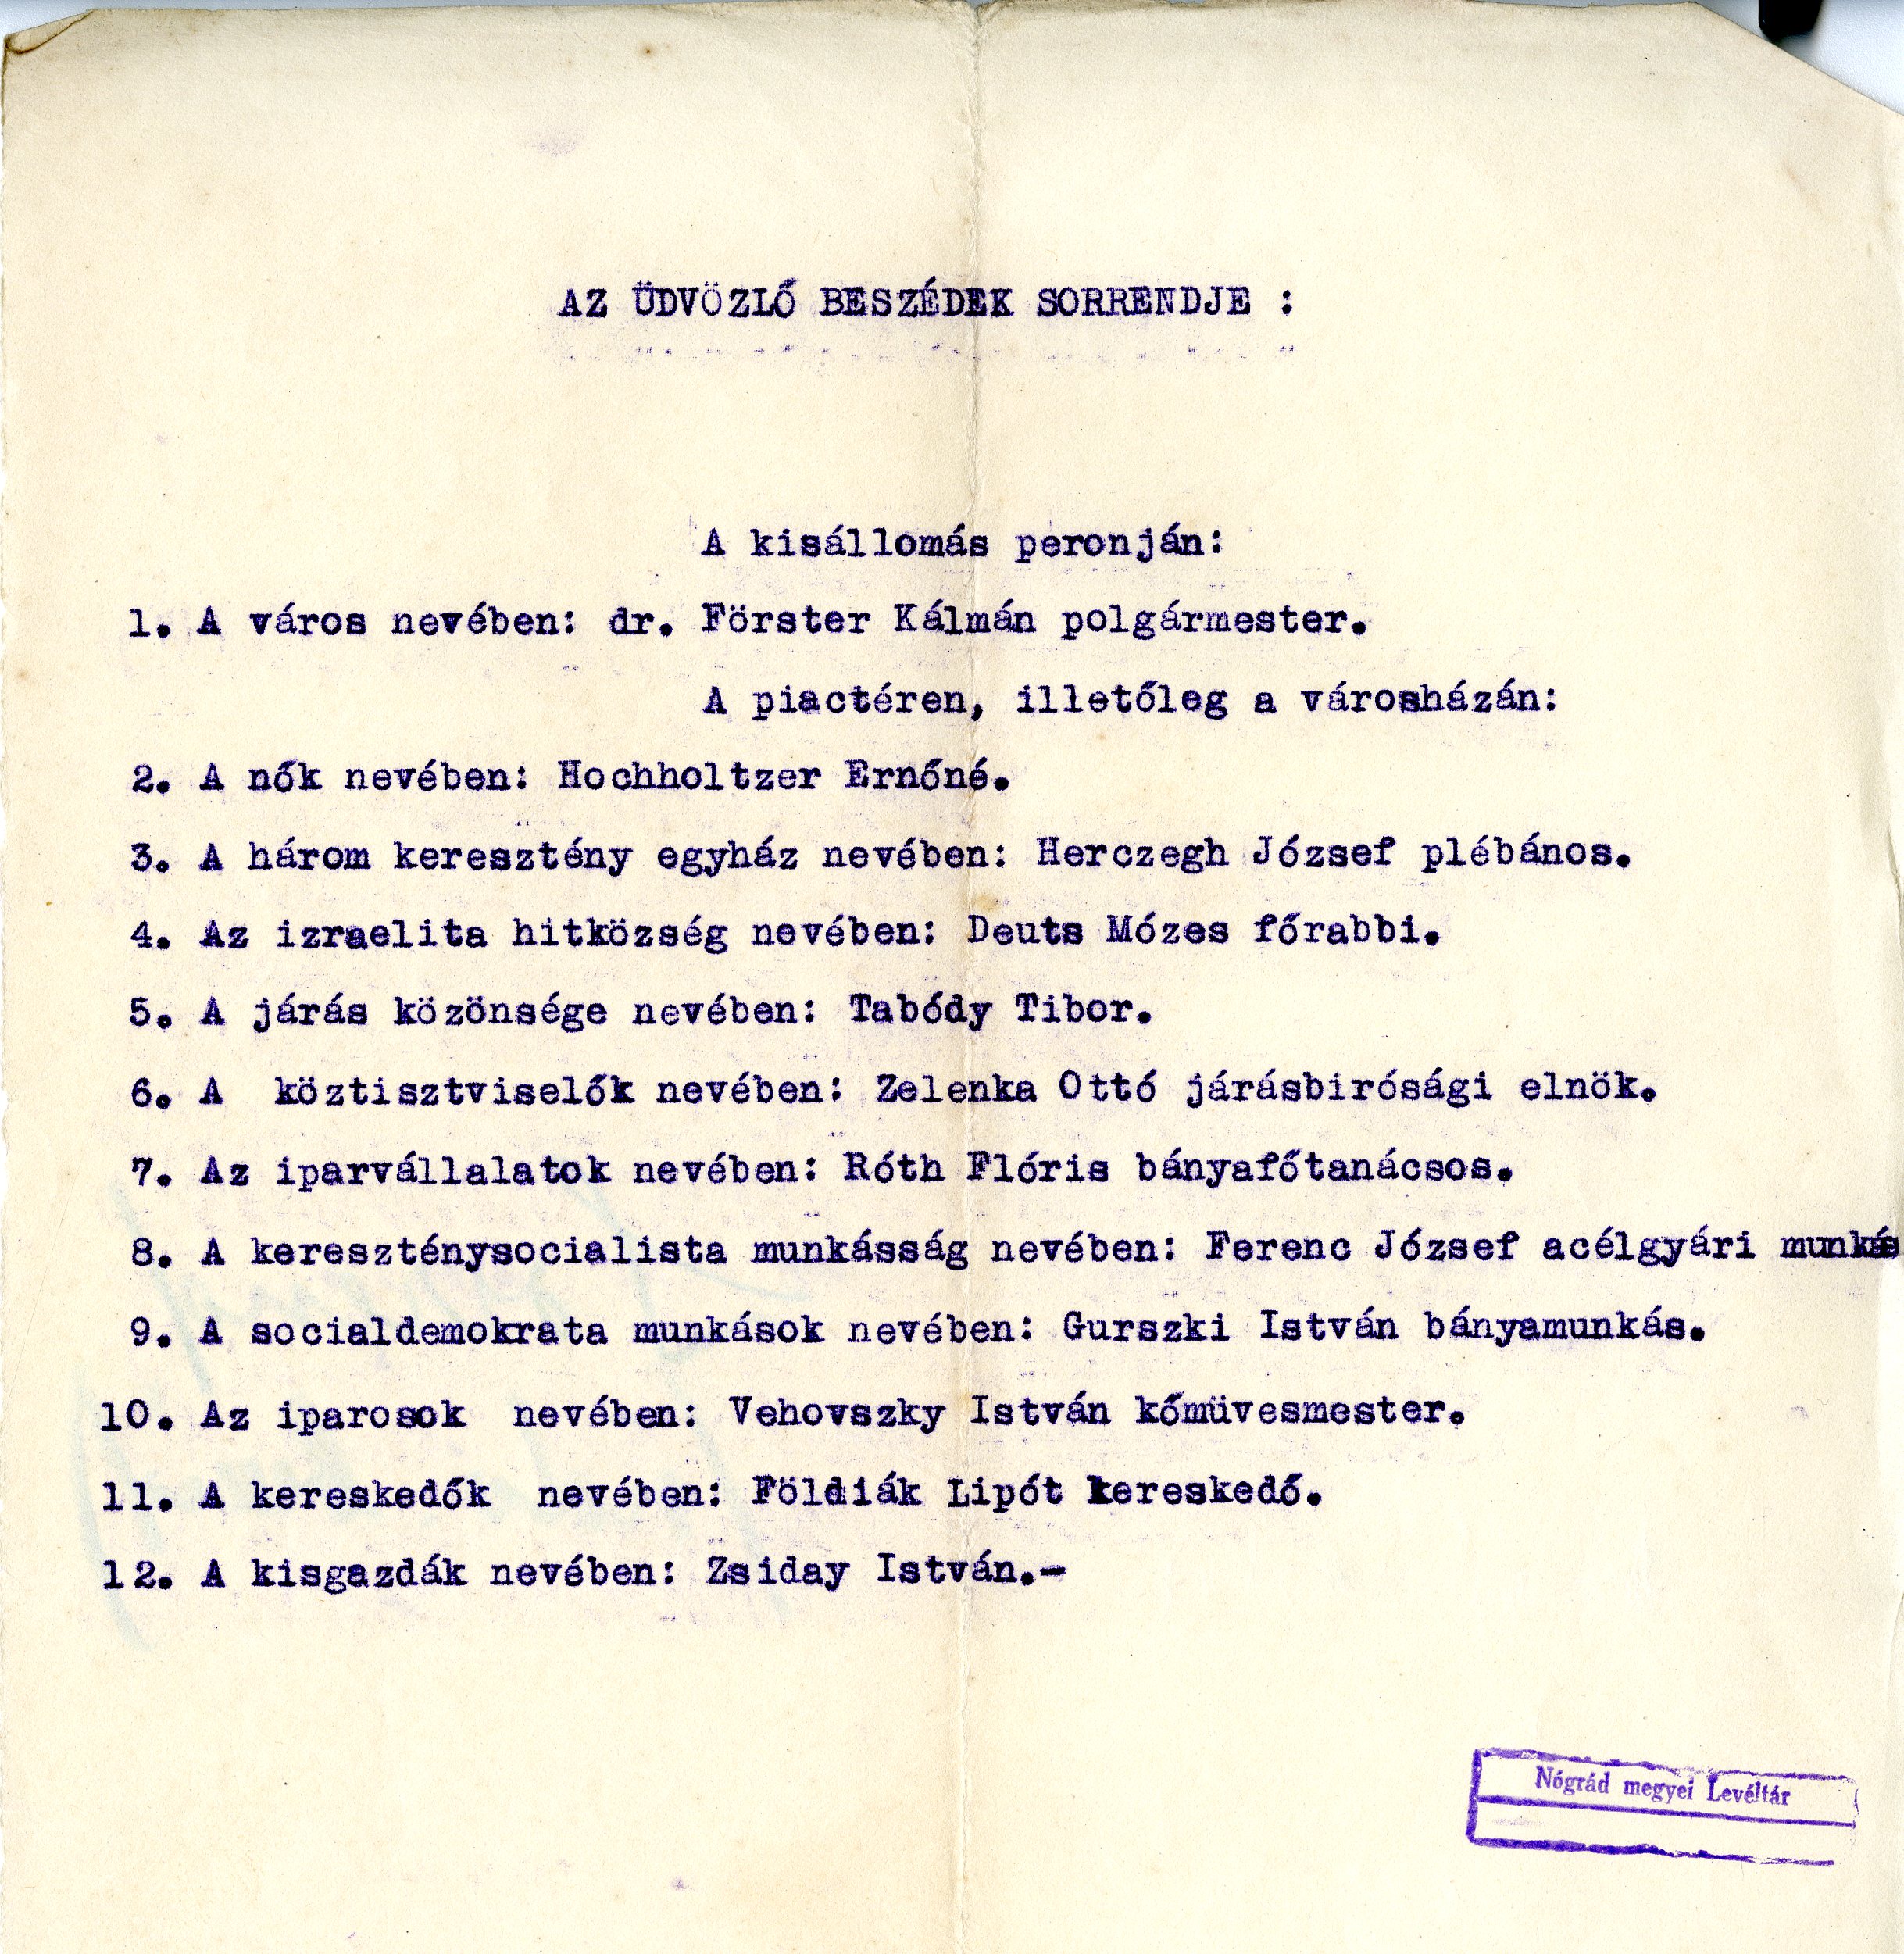 AZ ÜDVÖZLŐ BESZÉDEK SORRENDJE :
A kisállomás peronján:
1. A város nevében: dr. Förster Kálmán polgármester.
A piactéren, illetőleg a városházán:
2. A nők nevében: Hochholtzer Ernőné.
3. A három keresztény egyház nevében: Herczegh József plébános.
4. Az izraelita hitközség nevében: Deuts Mózes főrabbi.
5. A járás közönsége nevében: Tabódy Tibor.
6. A köztisztviselők nevében: Zelenka Ottó járásbirósági elnök.
7. Az iparvállalatok nevében: Róth Flóris bányafőtanácsos.
8. A kereszténysocialista munkásság nevében: Ferenc József acélgyári munkás
9. A socialdemokrata munkások nevében: Gurszki István bányamunkás.
10. Az iparosok nevében: Vehovszky István kőmüvesmester.
11. A kereskedők nevében: Földiák Lipót kereskedő.
12. A kisgazdák nevében: Zsiday István.-
Nógrád megyei Levéltár